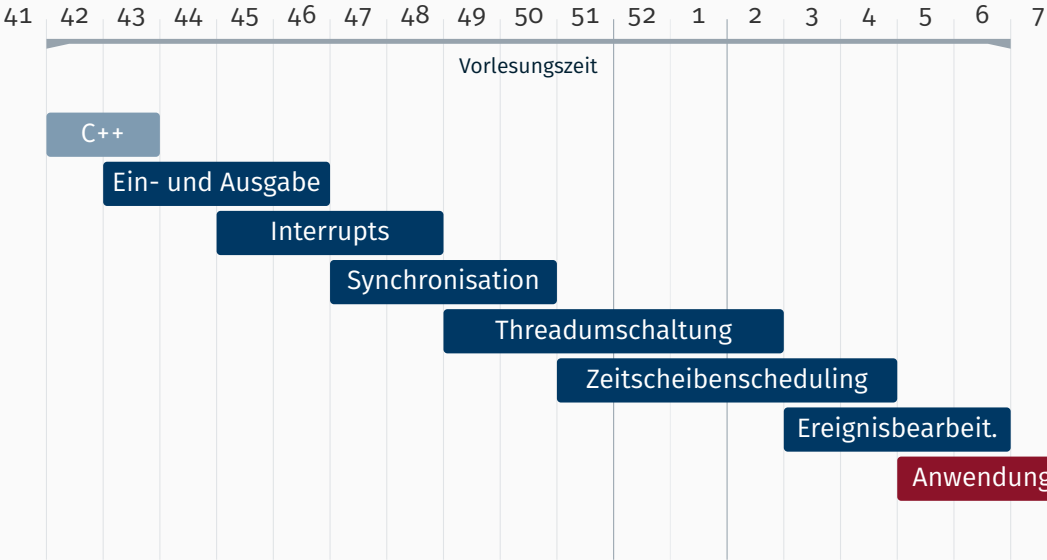 41 42 43 44 45 46 47 48 49 50 51 52 1 2 3 4 5 6 7
Vorlesungszeit
C++
Ein- und Ausgabe
Interrupts
Synchronisation
Threadumschaltung
Zeitscheibenscheduling
Ereignisbearbeit.
Anwendung